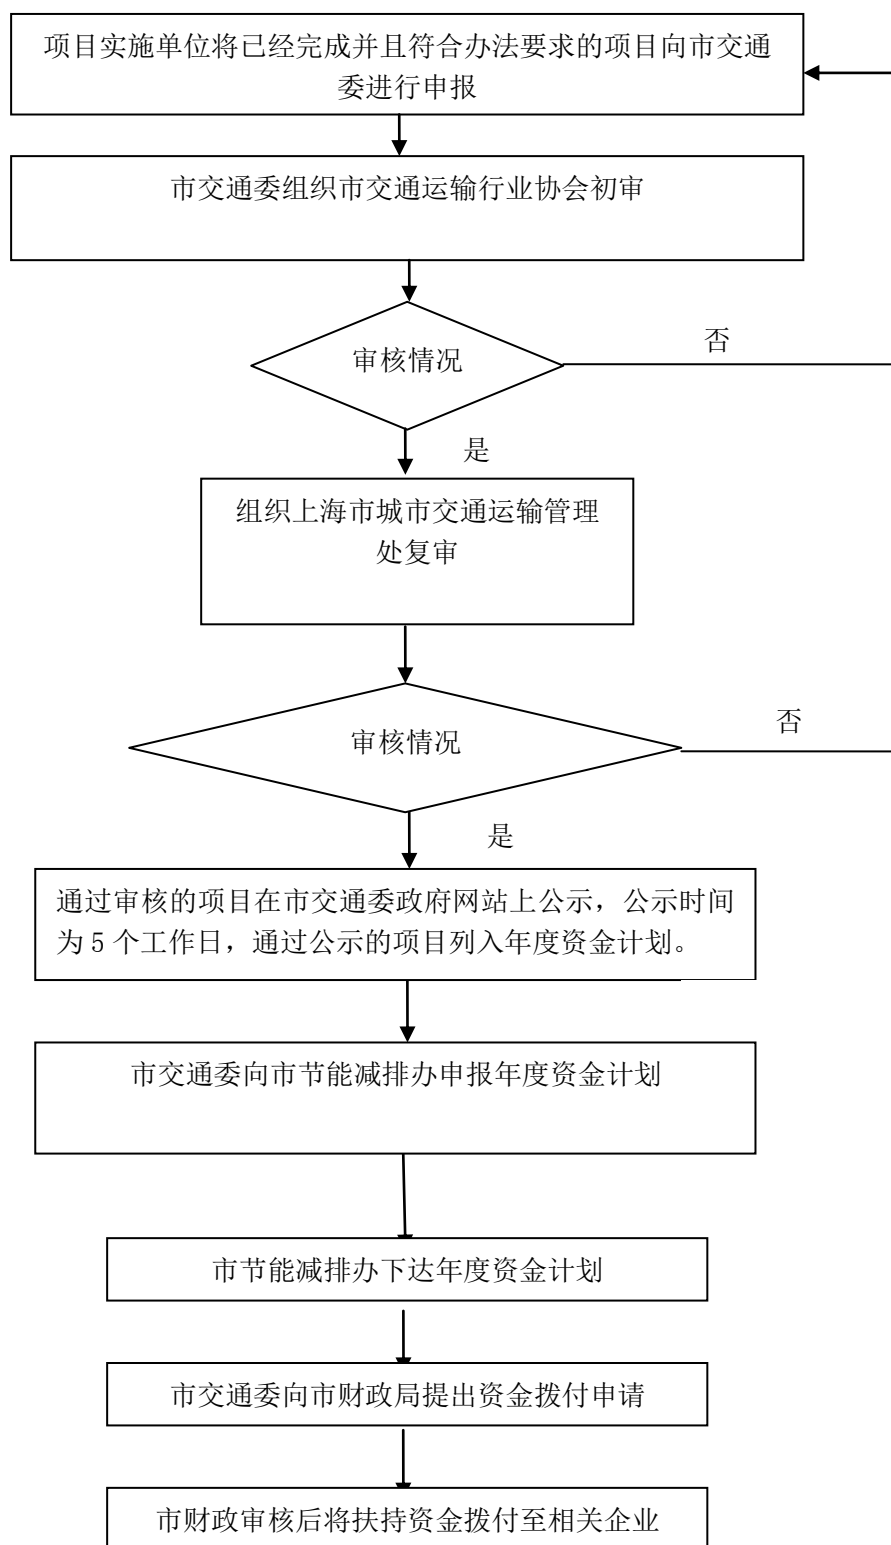 项目实施单位将已经完成并且符合办法要求的项目向市交通
委进行申报
市交通委组织市交通运输行业协会初审
审核情况
否
是
组织上海市城市交通运输管理
处复审
审核情况
否
是
通过审核的项目在市交通委政府网站上公示，公示时间
为 5 个工作日，通过公示的项目列入年度资金计划。
市交通委向市节能减排办申报年度资金计划
市节能减排办下达年度资金计划
市交通委向市财政局提出资金拨付申请
市财政审核后将扶持资金拨付至相关企业